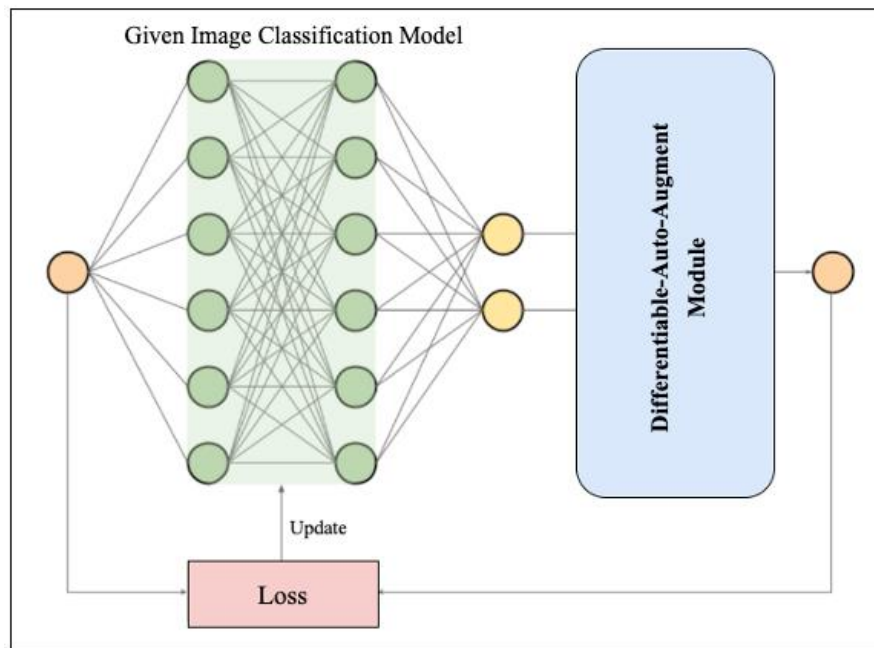 Given Image Classification Model
Differentiable-Auto-Augment
Module
Update
Loss